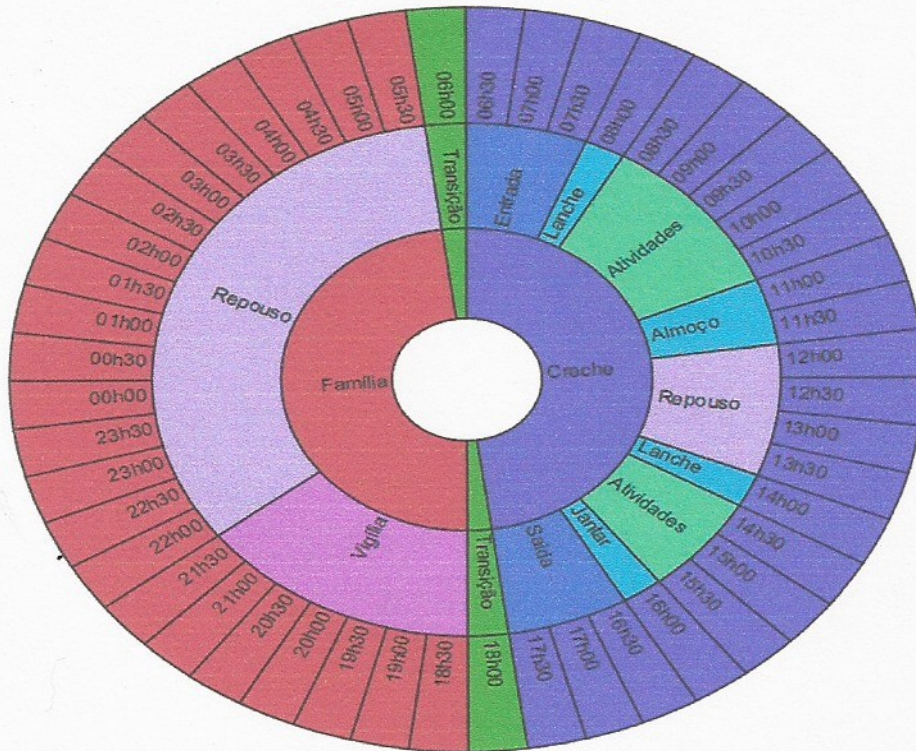 06h00
06h30
07h00
07h30
08h00
08h30
09h00
09h30
10h00
10h30
11h00
11h30
12h00
12h30
13h00
13h30
14h00
14h30
15h00
15h30
16h00
16h30
17h00
17h30
18h00
18h30
19h00
19h30
20h00
20h30
21h00
21h30
22h00
22h30
23h00
23h30
00h00
00h30
01h00
01h30
02h00
02h30
03h00
03h30
04h00
04h30
05h00
05h30
Transição
Entrada
Lanche
Atividades
Almoço
Repouso
Lanche
Atividades
Jantar
Saída
Transição
Vigília
Repouso
Família
Creche